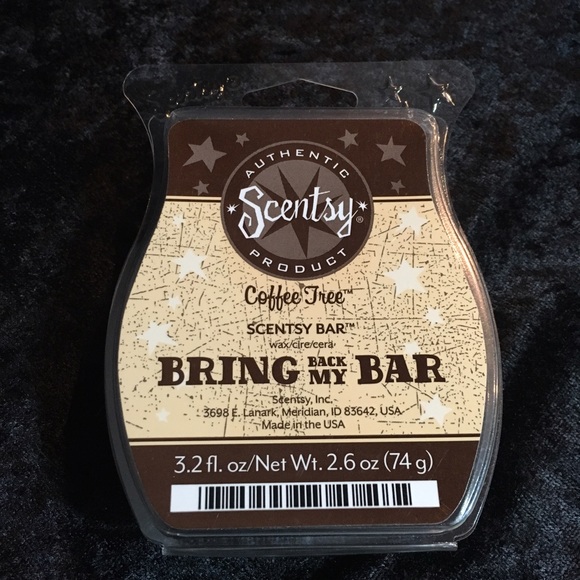 AUTHENTIC
Scentsy®
PRODUCT
Coffee Tree™
SCENTSY BAR™
wax/cire/cera
BRING BACK MY BAR
Scentsy, Inc.
3698 E. Lanark, Meridian, ID 83642, USA
Made in the USA
3.2 fl. oz/Net Wt. 2.6 oz (74 g)